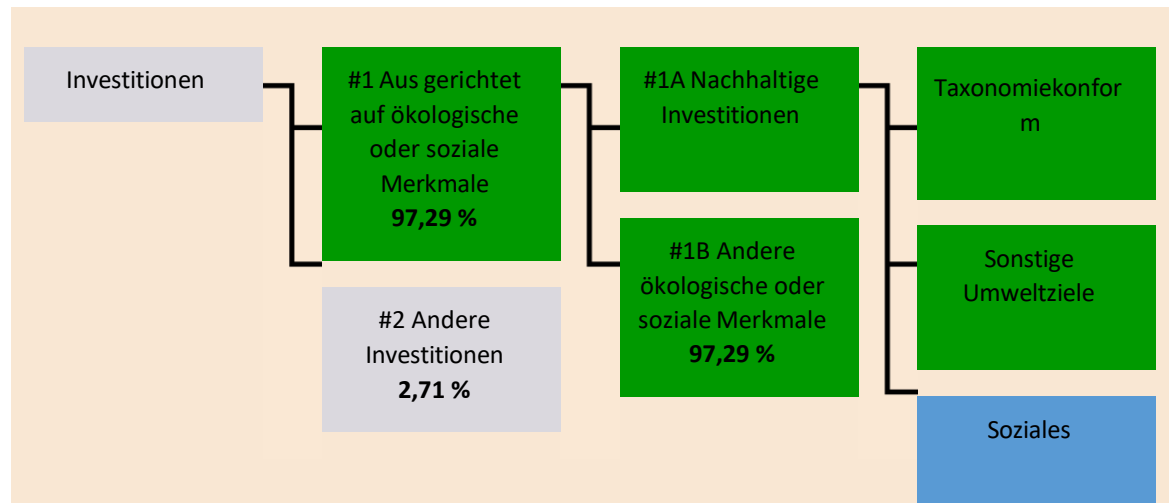 Investitionen
#1 Aus gerichtet
auf ökologische
oder soziale
Merkmale
97,29 %
#2 Andere
Investitionen
2,71 %
#1A Nachhaltige
Investitionen
#1B Andere
ökologische oder
soziale Merkmale
97,29 %
Taxonomiekonfor
m
Sonstige
Umweltziele
Soziales